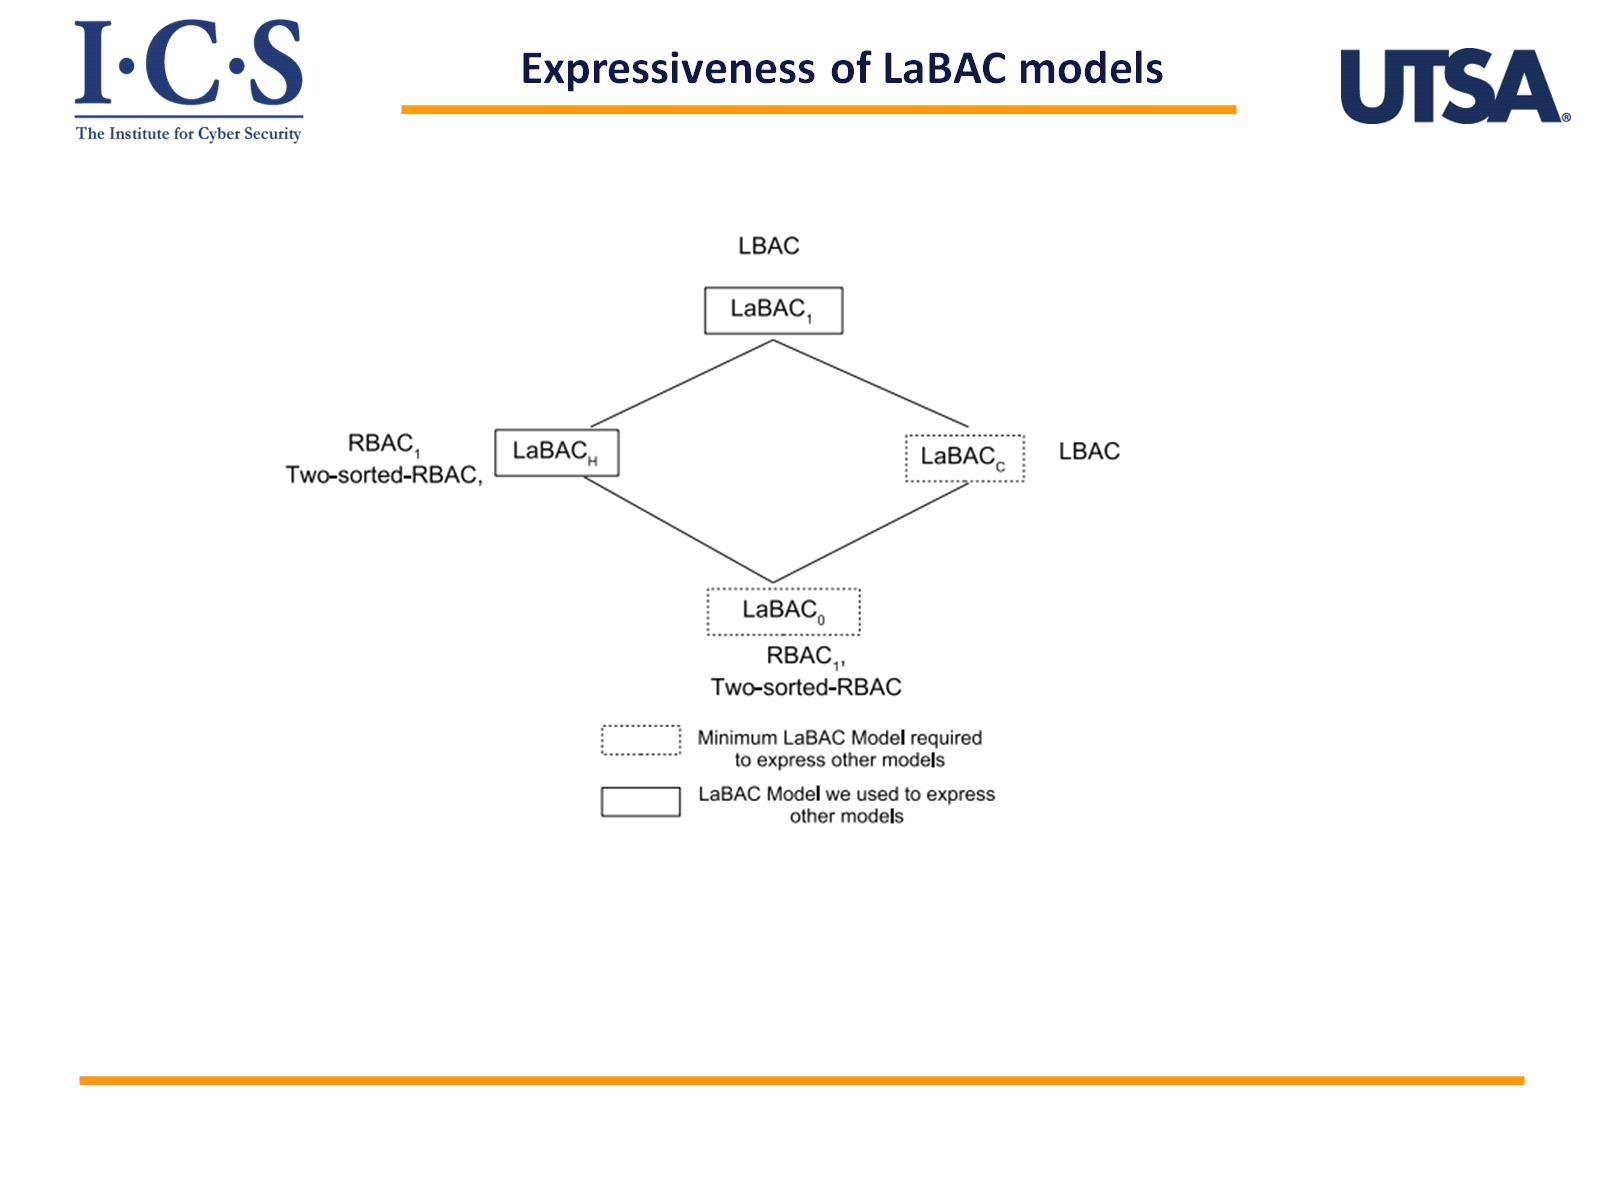 I·C·S
The Institute for Cyber Security
Expressiveness of LaBAC models
UTSA®
LBAC
LaBAC₁
RBAC₁
Two-sorted-RBAC,
LaBAC_H
LaBAC_C
LBAC
LaBAC₀
RBAC₁,
Two-sorted-RBAC
Minimum LaBAC Model required
to express other models
LaBAC Model we used to express
other models